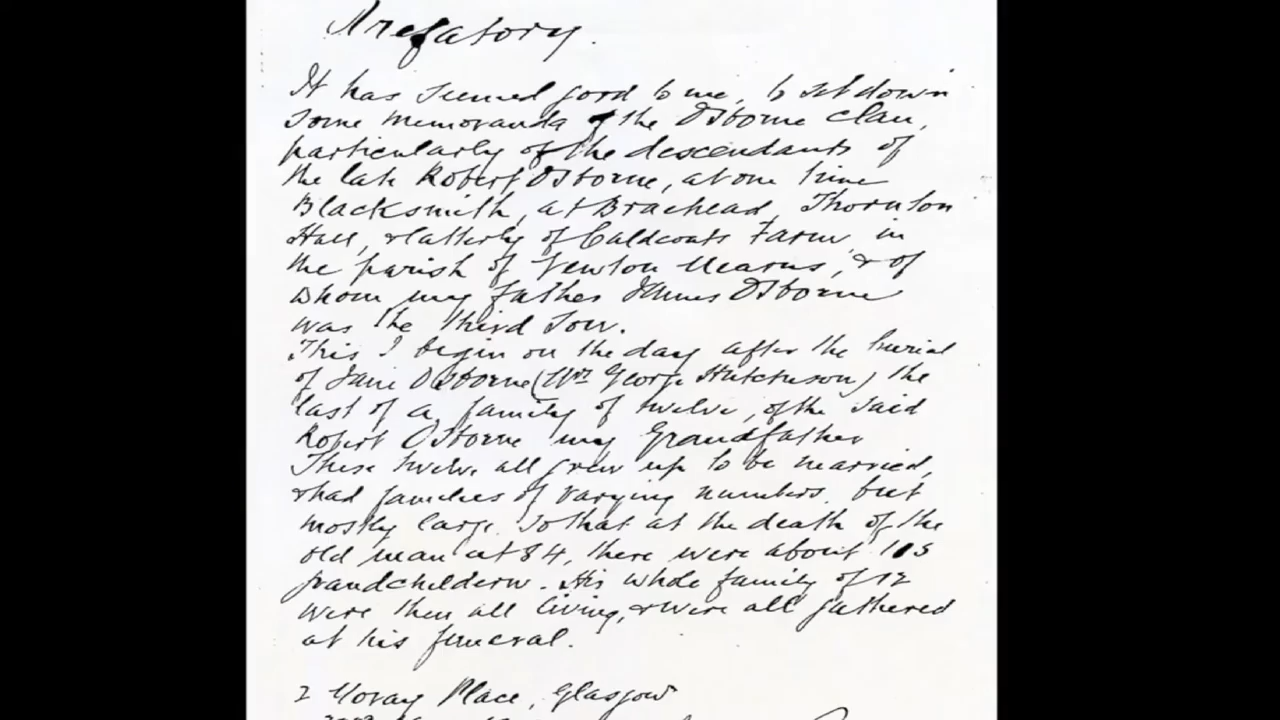 Prefatory.
It has seemed good to me, to set down
some memoranda of the Osborne clan,
particularly of the descendants of
the late Robert Osborne, at one time
Blacksmith, at Braehead, Thornton
Hall, & latterly of Caldcoats Farm, in
the parish of Newton Mearns, & of
whom my father James Osborne
was the third son.
This I begin on the day after the burial
of Jane Osborne (Mrs George Hutchison) the
last of a family of twelve, of the said
Robert Osborne my Grandfather
These twelve all grew up to be married,
& had families of varying numbers, but
mostly large. So that at the death of the
old man at 84, there were about 105
grandchildern. His whole family of 12
were then all living, & were all gathered
at his funeral.
2 Moray Place, Glasgow